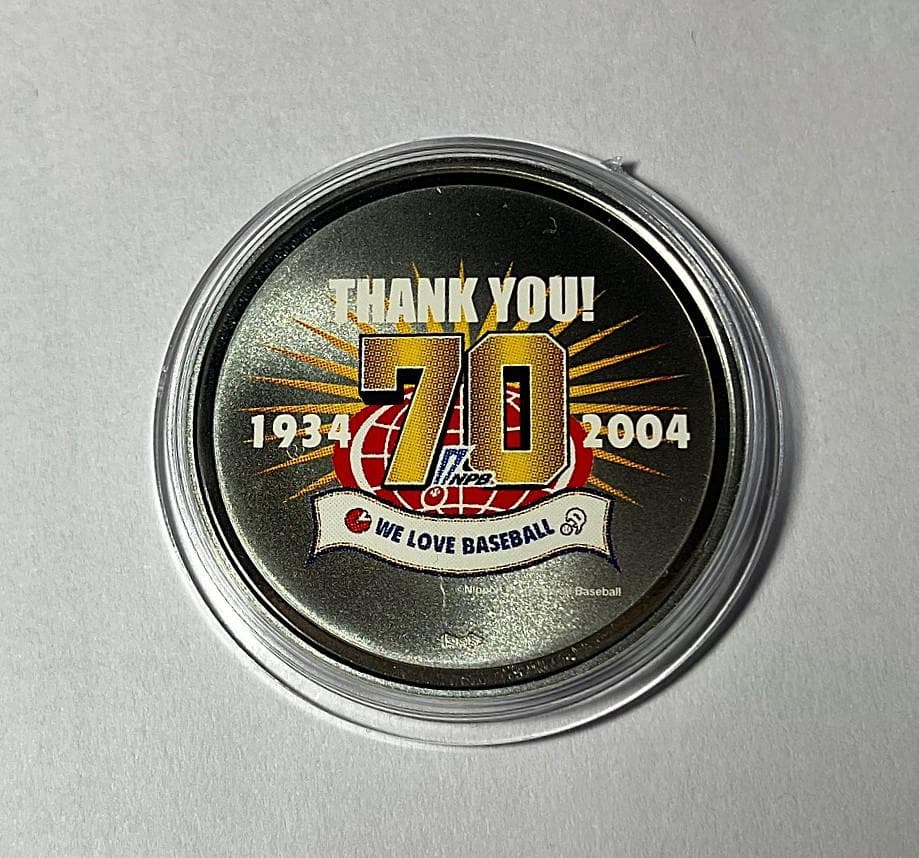 THANK YOU!
70
1934
2004
NPB
WE LOVE BASEBALL
Baseball